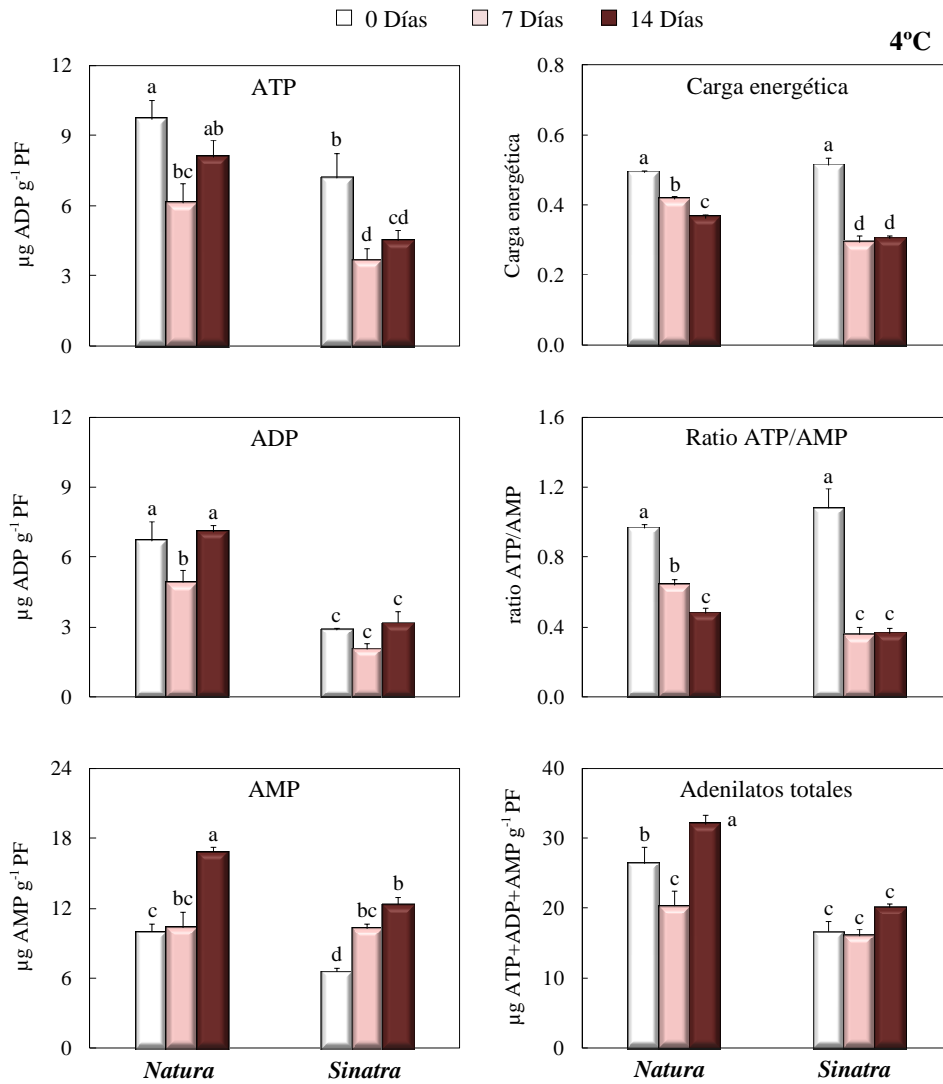 0 Días 7 Días 14 Días
4ºC
ATP
µg ADP g-1 PF
12
9
6
3
0
a
bc
ab
b
d
cd
Carga energética
Carga energética
0.8
0.6
0.4
0.2
0.0
a
b
c
a
d
d
ADP
µg ADP g-1 PF
12
9
6
3
0
a
b
a
c
c
c
Ratio ATP/AMP
ratio ATP/AMP
1.6
1.2
0.8
0.4
0.0
a
b
c
a
c
c
AMP
µg AMP g-1 PF
24
18
12
6
0
c
bc
a
d
bc
b
Natura Sinatra
Adenilatos totales
µg ATP+ADP+AMP g-1 PF
40
30
20
10
0
b
c
a
c
c
c
Natura Sinatra